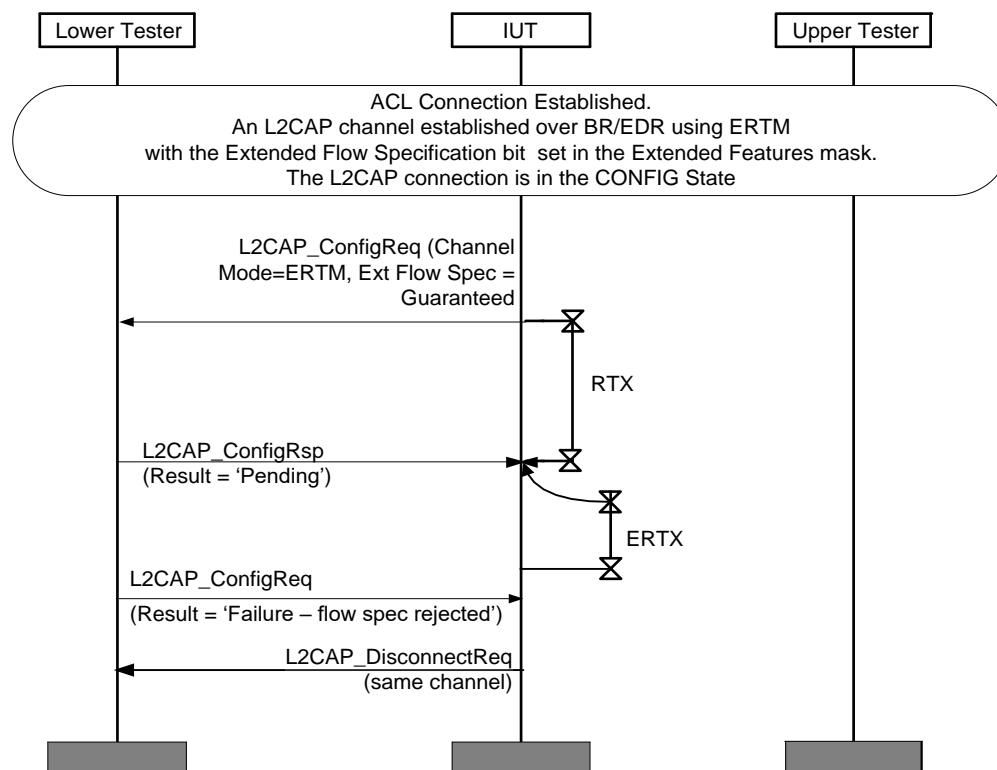 Lower Tester
IUT
Upper Tester
ACL Connection Established.
An L2CAP channel established over BR/EDR using ERTM
with the Extended Flow Specification bit set in the Extended Features mask.
The L2CAP connection is in the CONFIG State
L2CAP_ConfigReq (Channel
Mode=ERTM, Ext Flow Spec =
Guaranteed
RTX
L2CAP_ConfigRsp
(Result = ‘Pending’)
ERTX
L2CAP_ConfigReq
(Result = ‘Failure – flow spec rejected’)
L2CAP_DisconnectReq
(same channel)